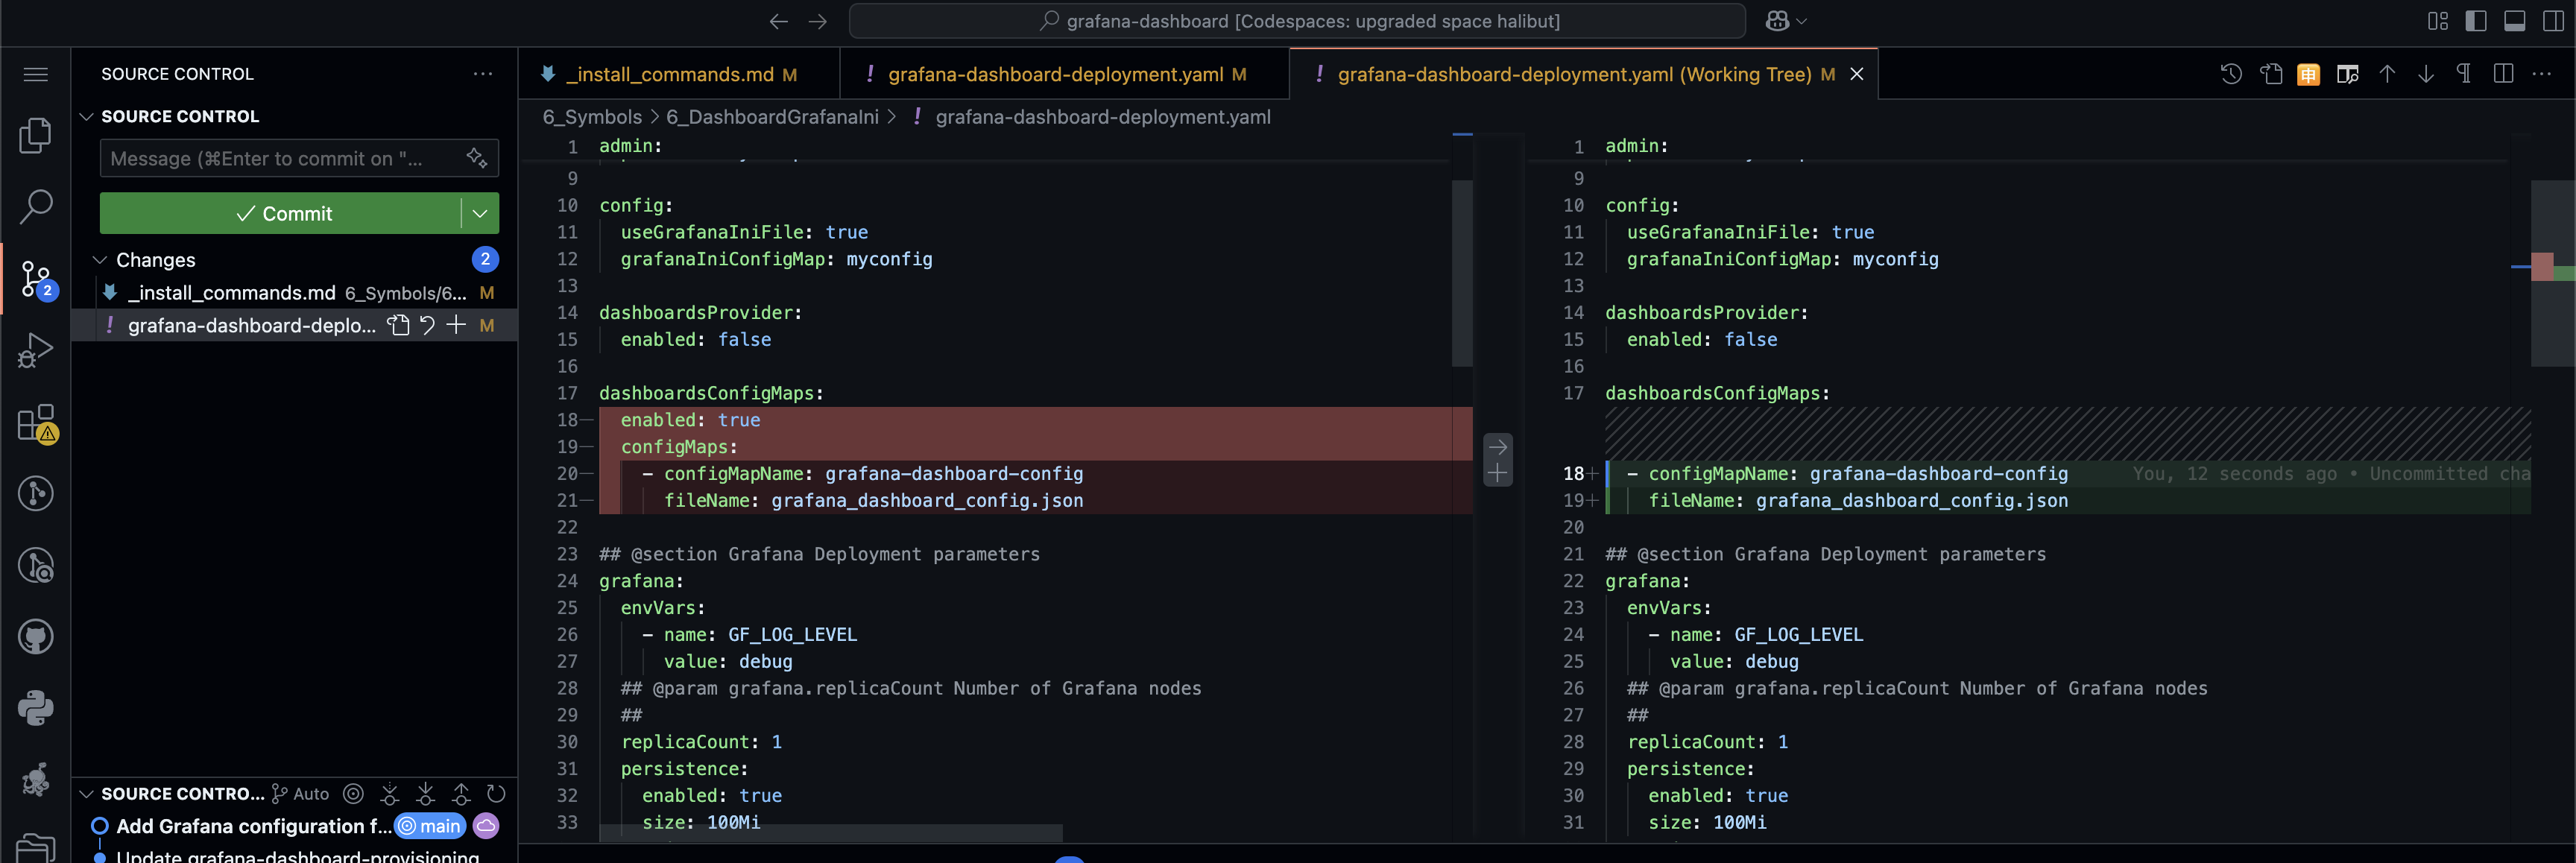 grafana-dashboard [Codespaces: upgraded space halibut]
SOURCE CONTROL
SOURCE CONTROL
Message (⌘Enter to commit on "...
Commit
Changes
2
_install_commands.md 6_Symbols/6... M
grafana-dashboard-deplo... M
2
SOURCE CONTRO... Auto
Add Grafana configuration f... main
Update grafana-dashboard-provisioning
_install_commands.md M
! grafana-dashboard-deployment.yaml M
! grafana-dashboard-deployment.yaml (Working Tree) M
6_Symbols > 6_DashboardGrafanaIni > ! grafana-dashboard-deployment.yaml
1 admin:
9
10 config:
11 useGrafanaIniFile: true
12 grafanaIniConfigMap: myconfig
13
14 dashboardsProvider:
15 enabled: false
16
17 dashboardsConfigMaps:
18− enabled: true
19− configMaps:
20− - configMapName: grafana-dashboard-config
21− fileName: grafana_dashboard_config.json
22
23 ## @section Grafana Deployment parameters
24 grafana:
25 envVars:
26 - name: GF_LOG_LEVEL
27 value: debug
28 ## @param grafana.replicaCount Number of Grafana nodes
29 ##
30 replicaCount: 1
31 persistence:
32 enabled: true
33 size: 100Mi
1 admin:
9
10 config:
11 useGrafanaIniFile: true
12 grafanaIniConfigMap: myconfig
13
14 dashboardsProvider:
15 enabled: false
16
17 dashboardsConfigMaps:
18+ - configMapName: grafana-dashboard-config You, 12 seconds ago • Uncommitted cha
19+ fileName: grafana_dashboard_config.json
20
21 ## @section Grafana Deployment parameters
22 grafana:
23 envVars:
24 - name: GF_LOG_LEVEL
25 value: debug
26 ## @param grafana.replicaCount Number of Grafana nodes
27 ##
28 replicaCount: 1
29 persistence:
30 enabled: true
31 size: 100Mi